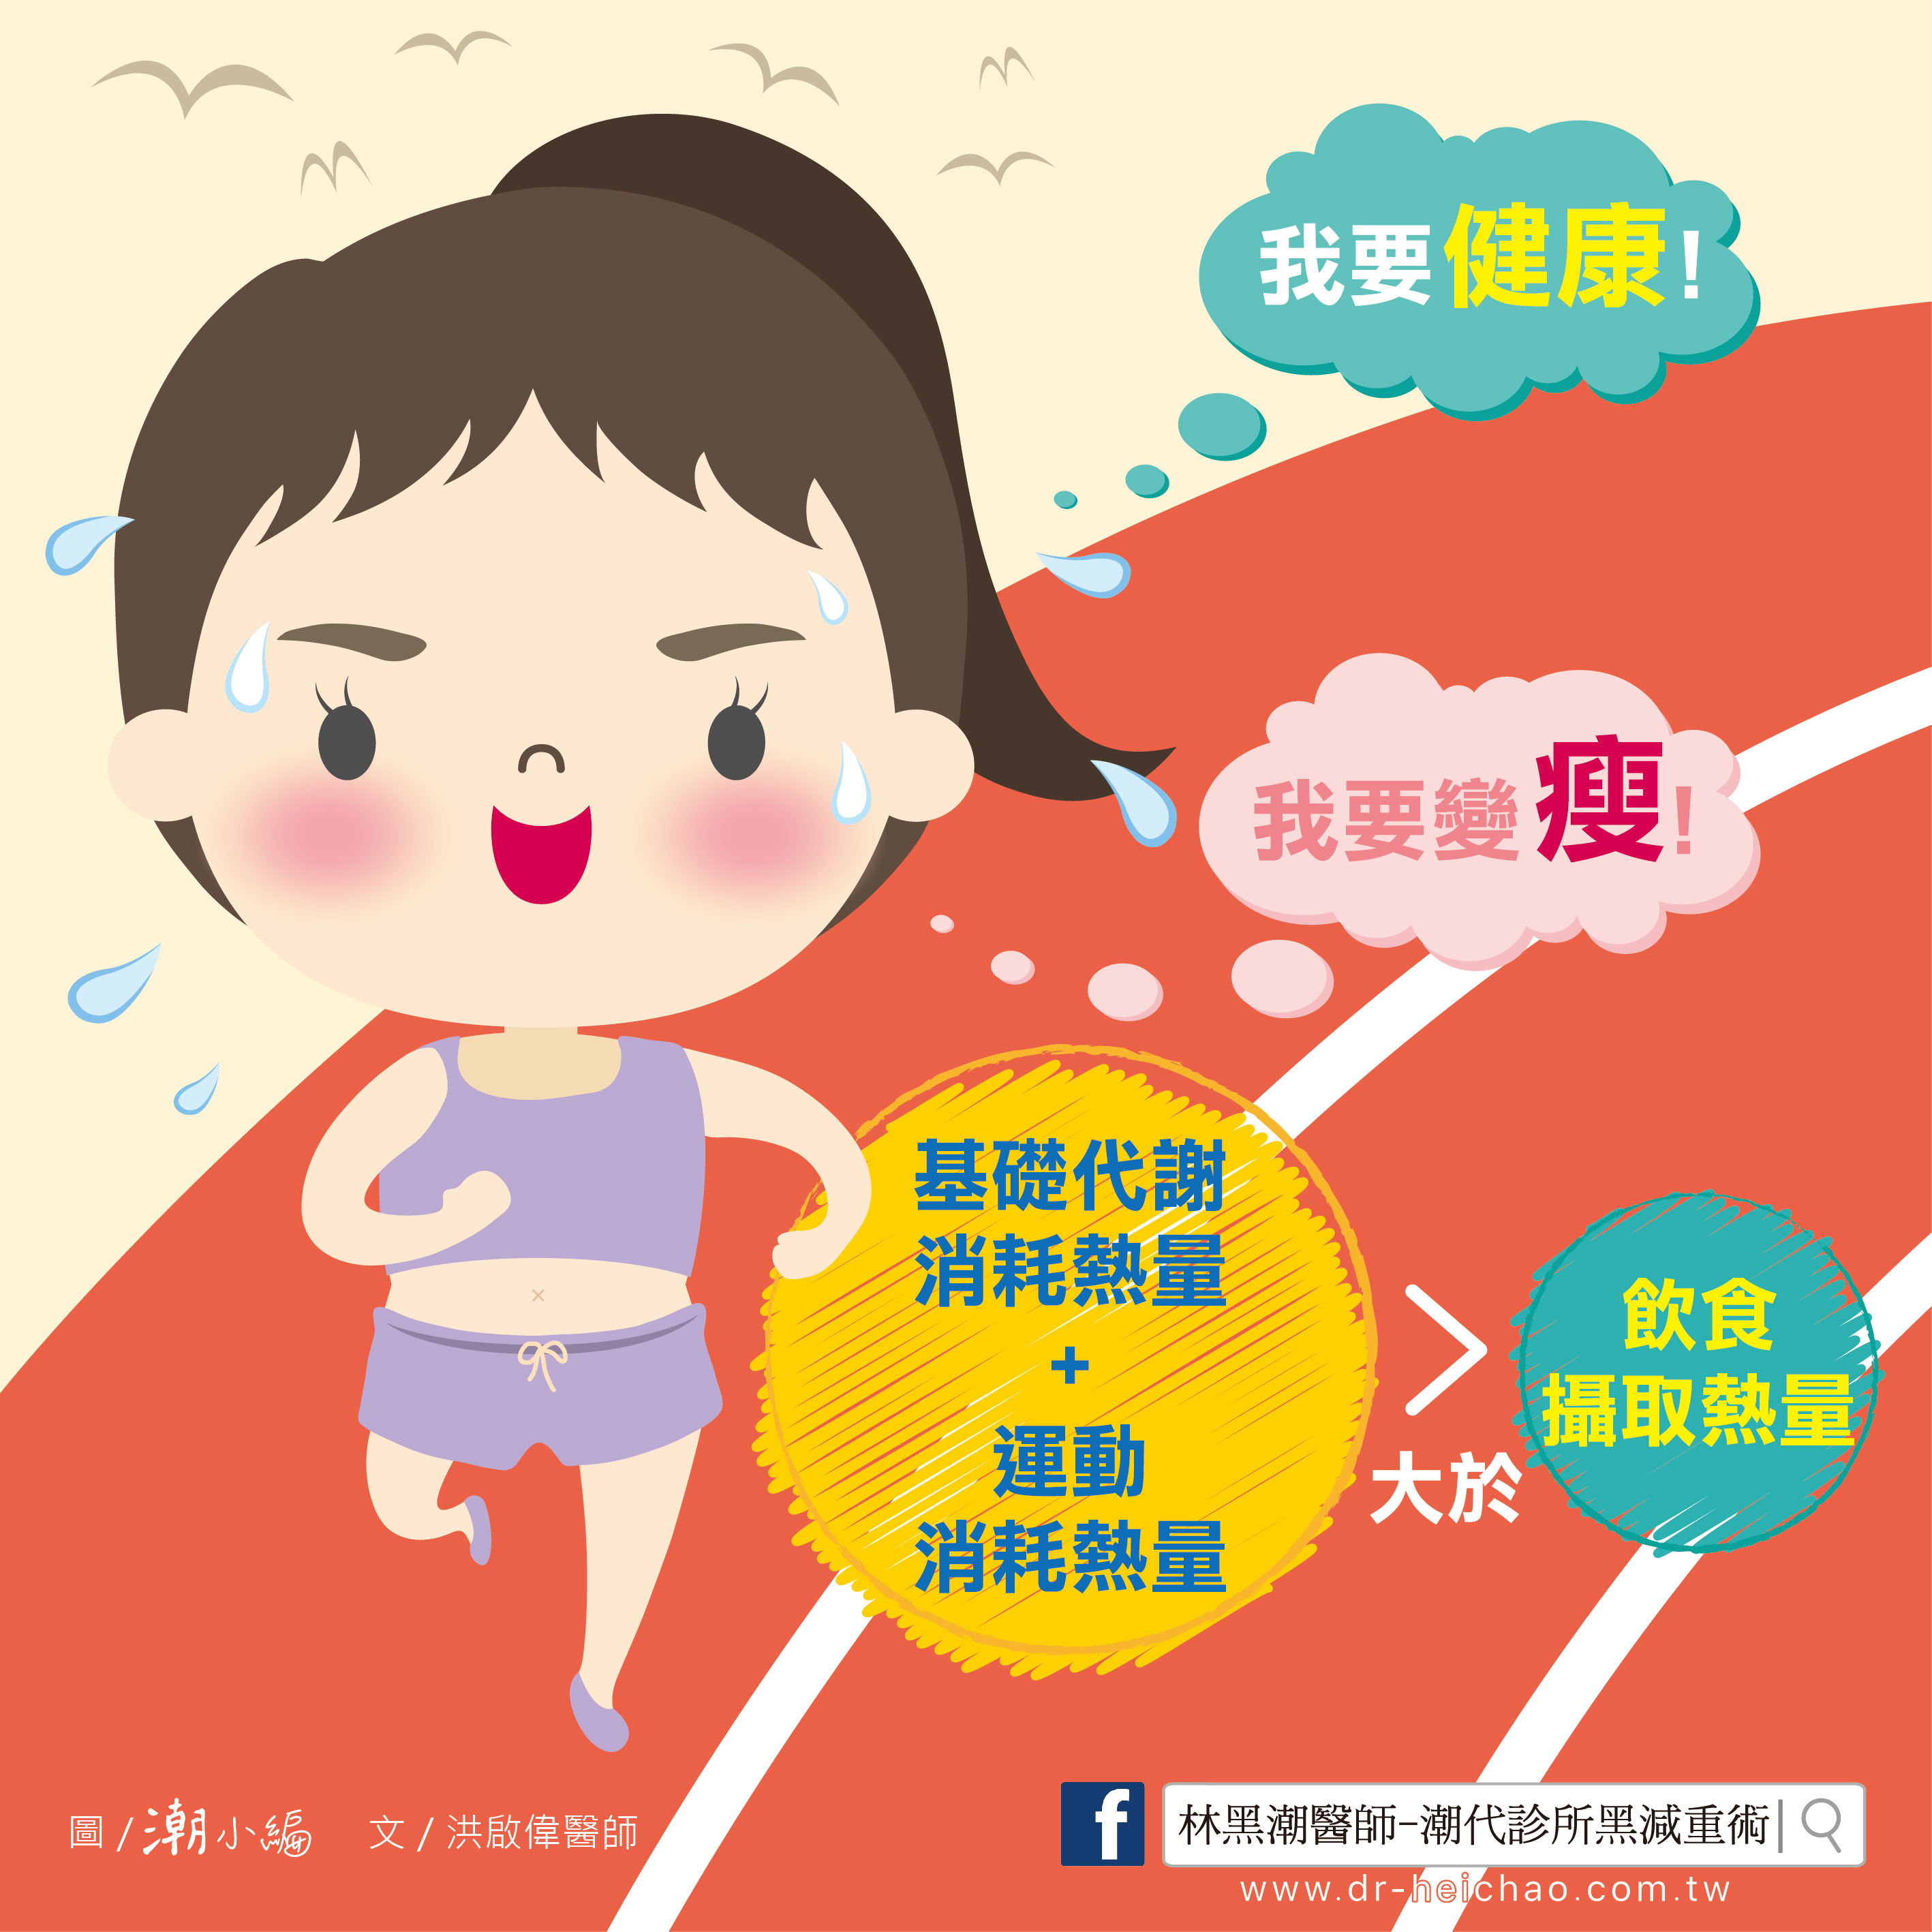 我要健康!
我要變瘦!
基礎代謝
消耗熱量
+
運動
消耗熱量
>
大於
飲食
攝取熱量
圖/潮小編 文/洪啟偉醫師
f 林黑潮醫師-潮代診所黑減重術
www.dr-heichao.com.tw